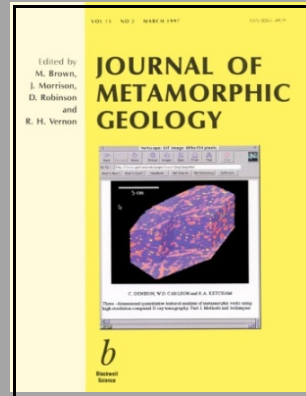 VOL 15 NO 2 MARCH 1997
Edited by
M. Brown,
J. Morrison,
D. Robinson
and
R. H. Vernon
JOURNAL OF
METAMORPHIC
GEOLOGY
5 cm
C. DENISON, W.D. CARLSON and R.A. KETCHAM
Three-dimensional quantitative textural analysis of metamorphic rocks using
high-resolution computed X-ray tomography: Part I. Methods and techniques
b
Blackwell
Science